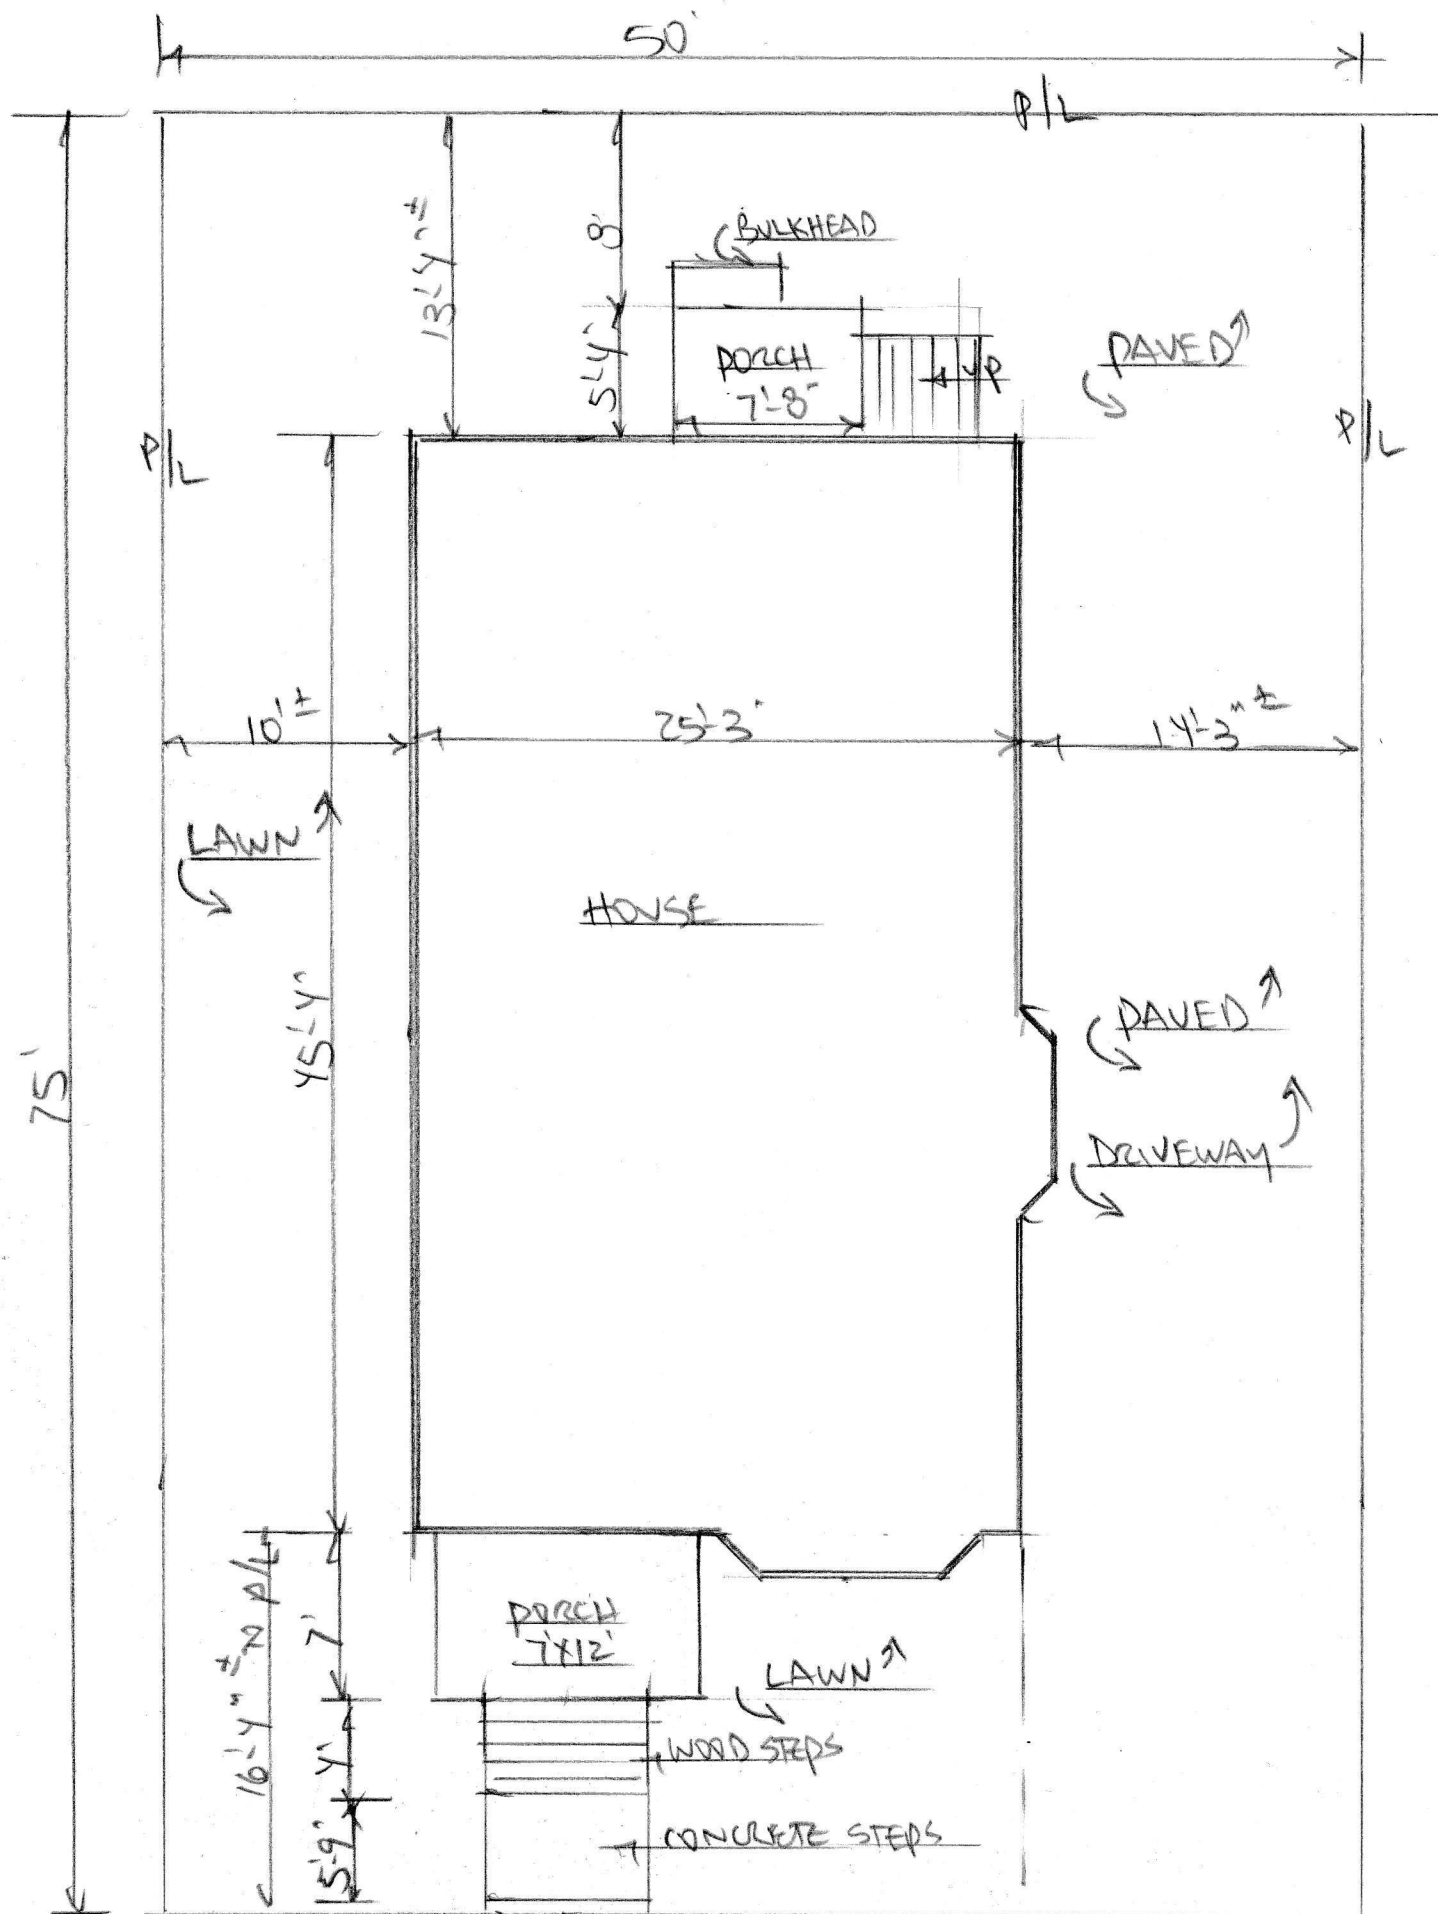 50'
P/L
13'-4" ±
8'
BULKHEAD
5'-4"
PORCH
7'-8"
UP
PAVED
P/L
P/L
10' ±
25'-3"
14'-3" ±
LAWN
HOUSE
45'-4"
PAVED
75'
DRIVEWAY
16'-4" ± 2 P/L
7'
PORCH
7'X12'
LAWN
4'
WOOD STEPS
5'-9"
CONCRETE STEPS